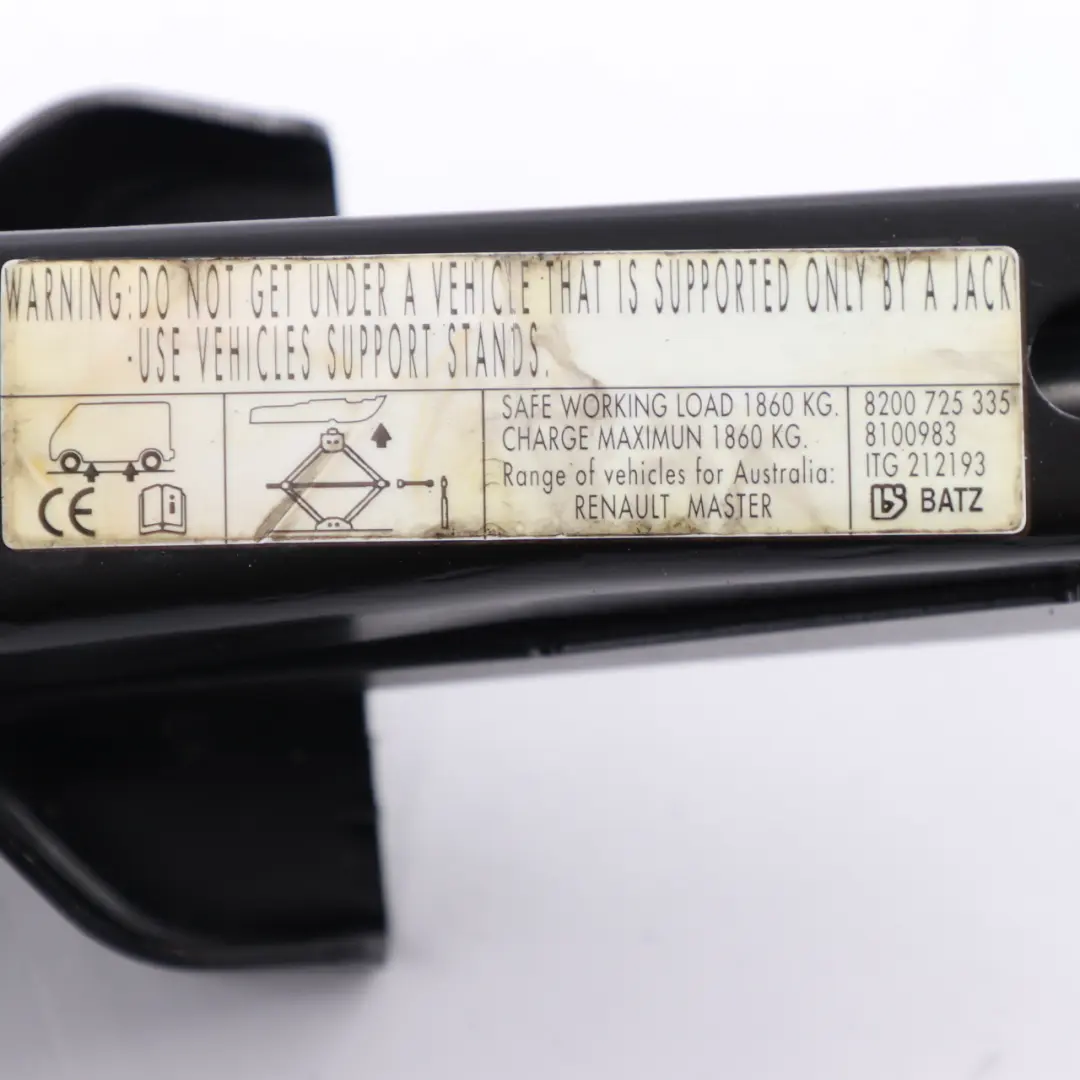 WARNING:DO NOT GET UNDER A VEHICLE THAT IS SUPPORTED ONLY BY A JACK
·USE VEHICLES SUPPORT STANDS.
CE
i
SAFE WORKING LOAD 1860 KG.
CHARGE MAXIMUN 1860 KG.
Range of vehicles for Australia:
RENAULT MASTER
8200 725 335
8100983
ITG 212193
BATZ